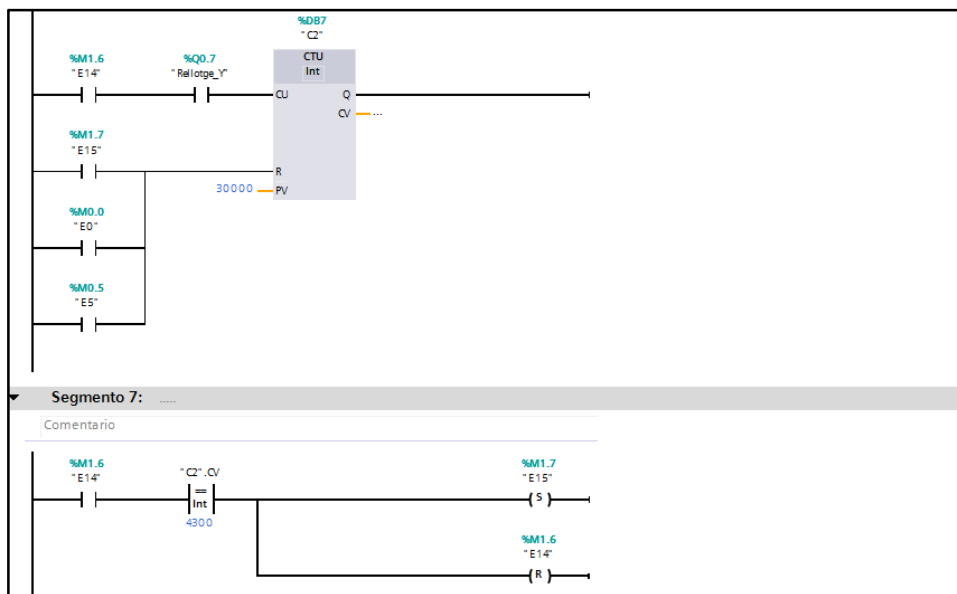 %DB7
"C2"
%M1.6
"E14"
%Q0.7
"Rellotge_Y"
CTU
Int
CU
Q
CV
...
%M1.7
"E15"
R
30000
PV
%M0.0
"E0"
%M0.5
"E5"
Segmento 7:
.....
Comentario
%M1.6
"E14"
"C2".CV
==
Int
4300
%M1.7
"E15"
S
%M1.6
"E14"
R